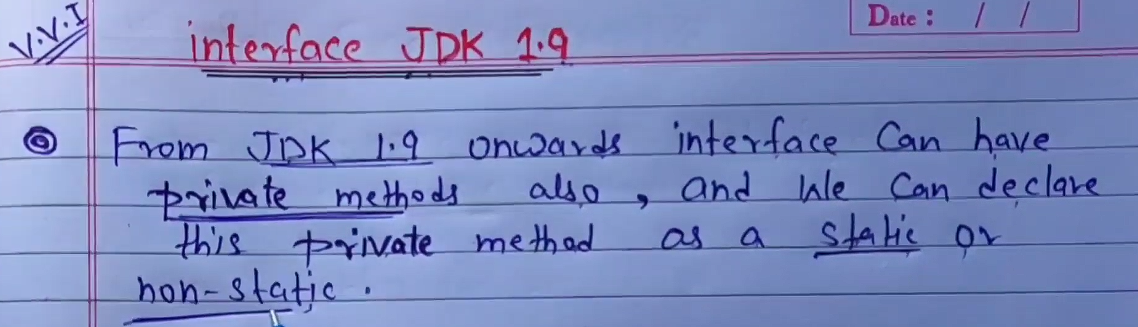 V.V.I
Date : / /
interface JDK 1.9
From JDK 1.9 onwards interface Can have
private methods also, and We Can declare
this private method as a static or
non-static.